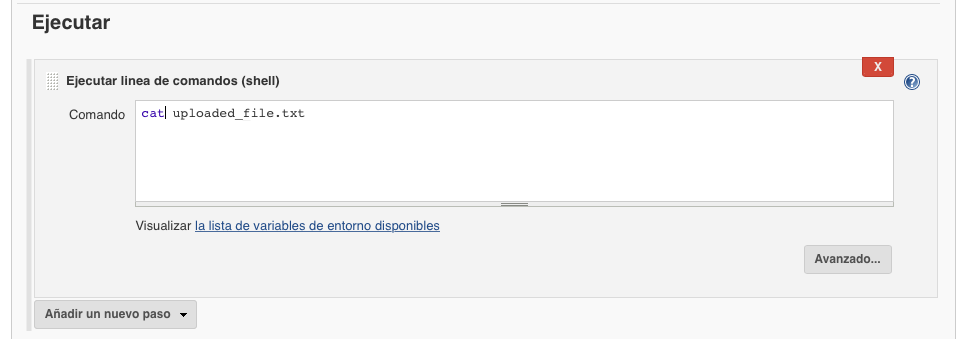 Ejecutar
X
Ejecutar linea de comandos (shell)
?
Comando
cat uploaded_file.txt
Visualizar la lista de variables de entorno disponibles
Avanzado...
Añadir un nuevo paso